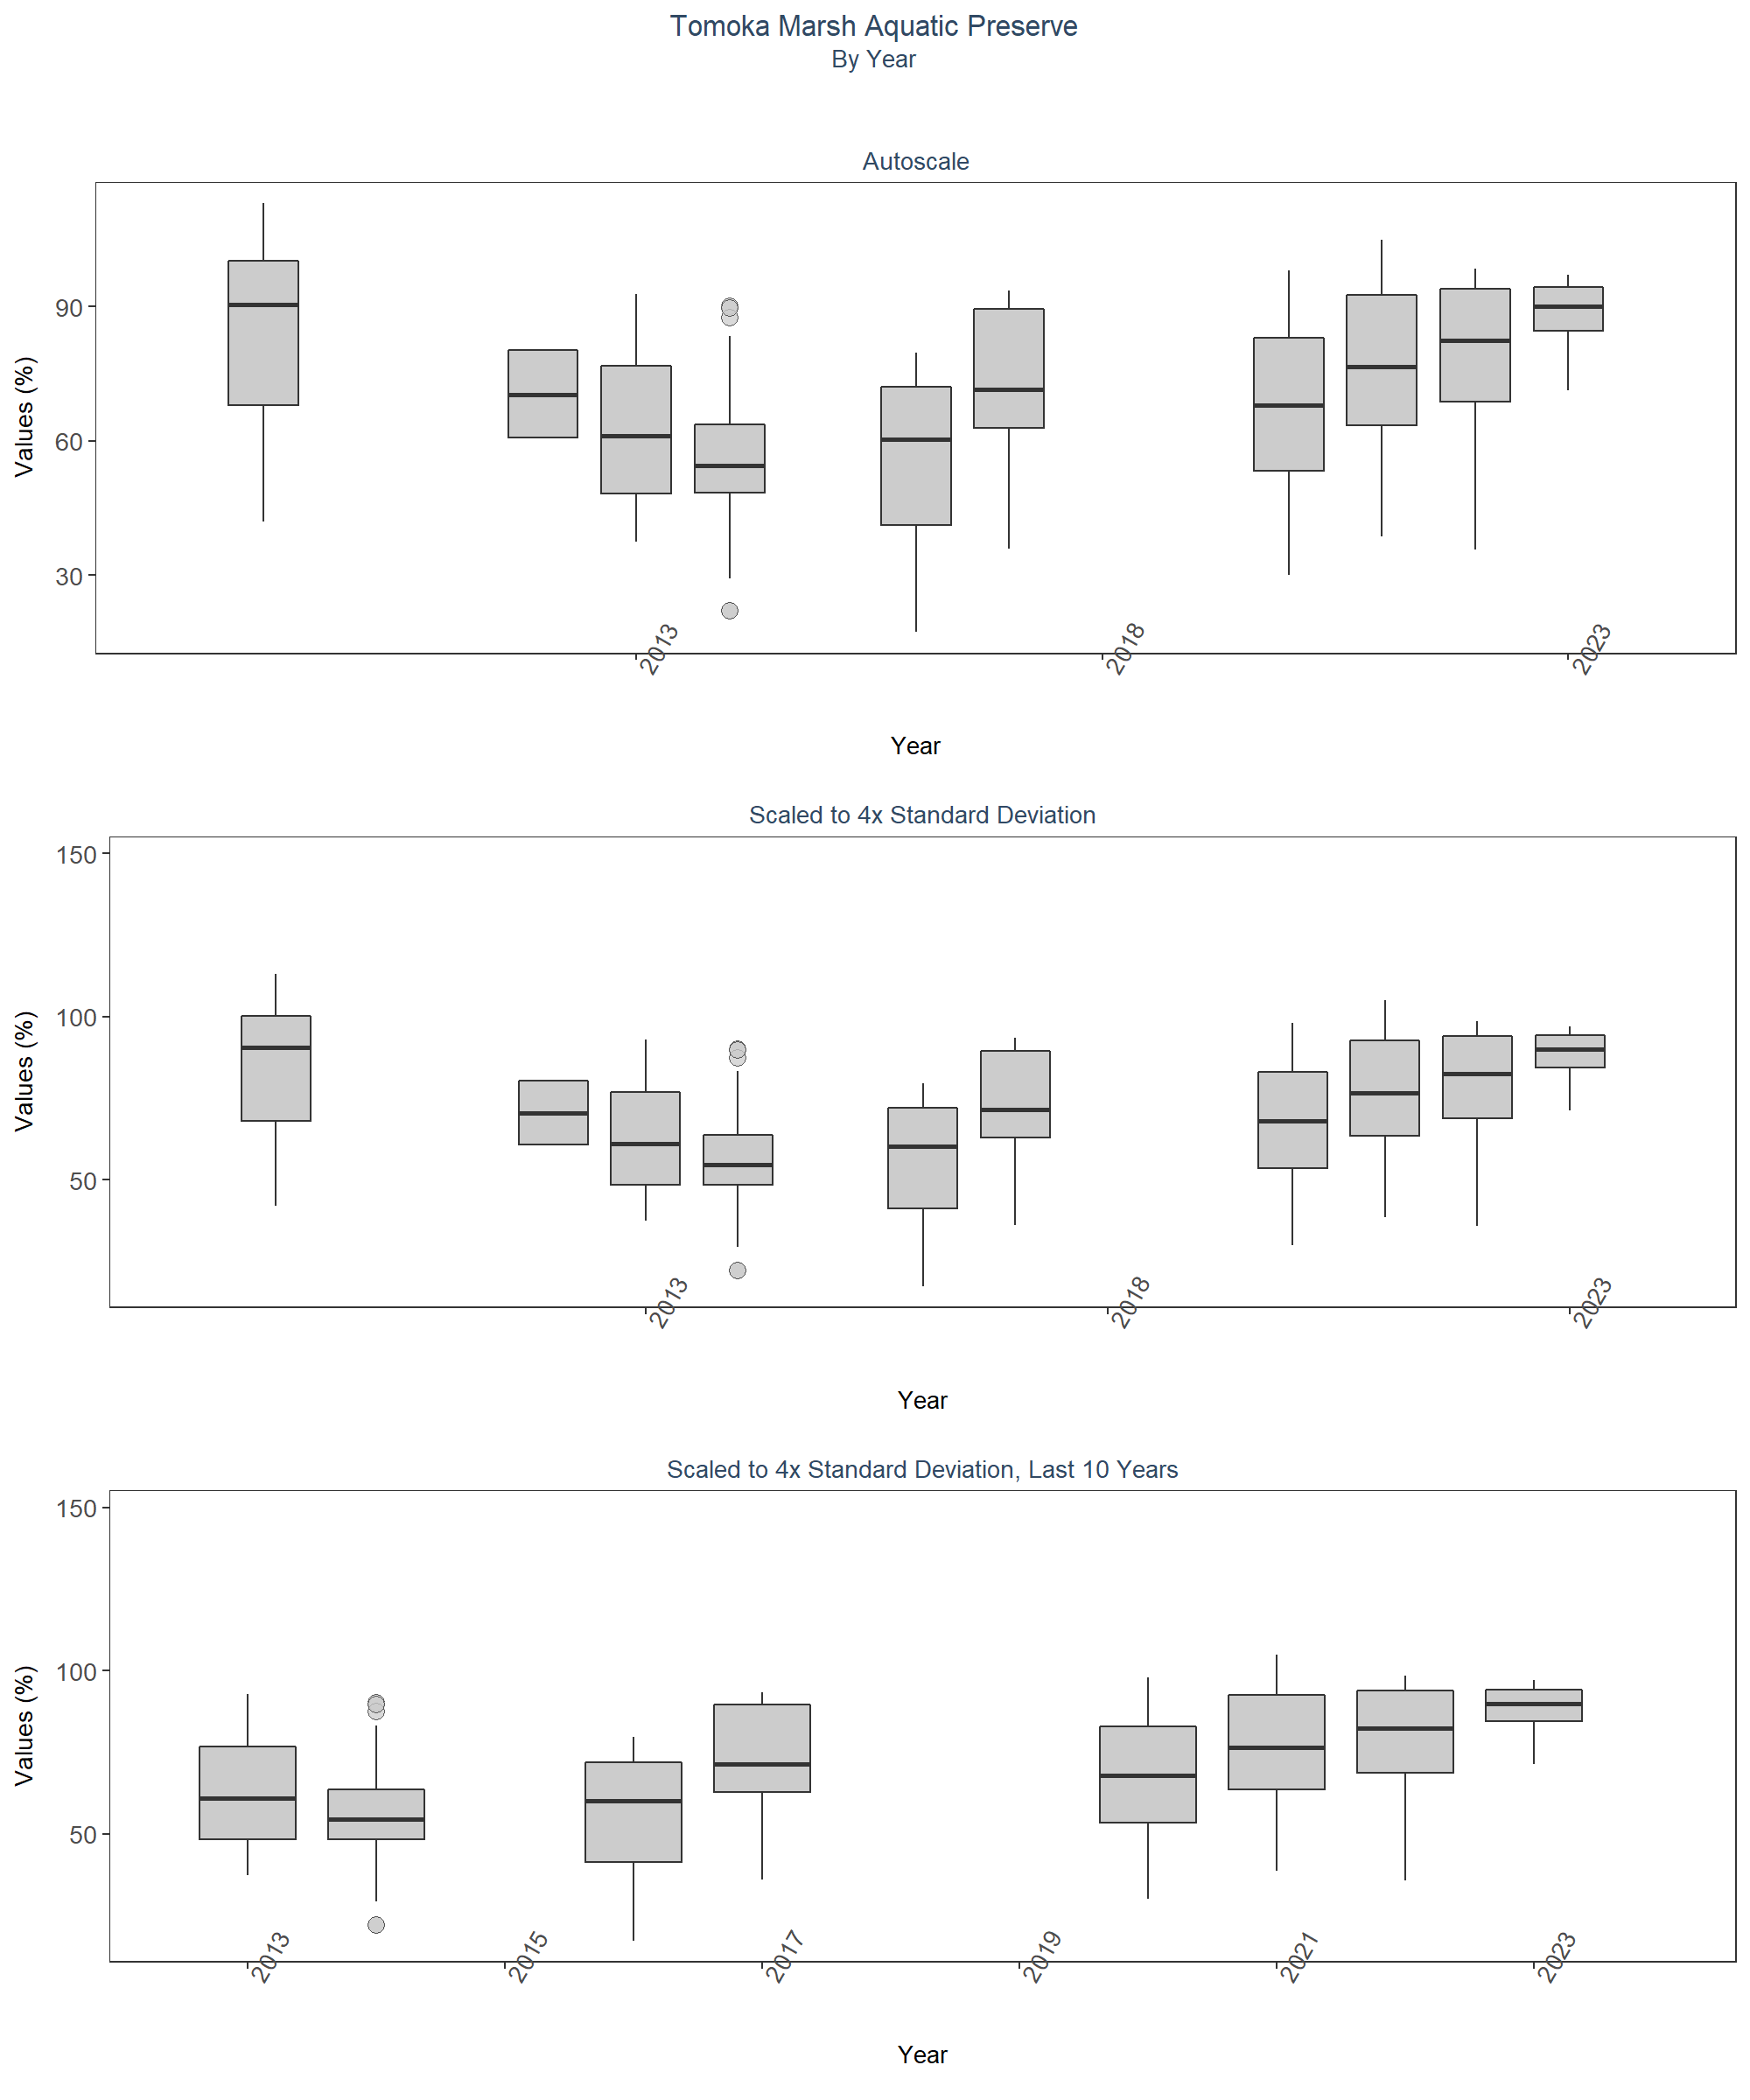 Tomoka Marsh Aquatic Preserve
By Year
Autoscale
Values (%)
90
60
30
2013
2018
2023
Year
Scaled to 4x Standard Deviation
Values (%)
150
100
50
2013
2018
2023
Year
Scaled to 4x Standard Deviation, Last 10 Years
Values (%)
150
100
50
2013
2015
2017
2019
2021
2023
Year